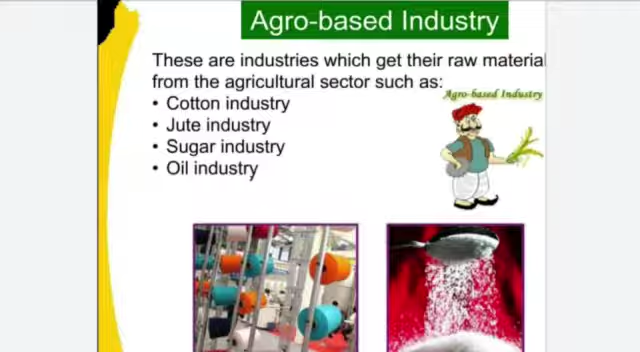 Agro-based Industry
These are industries which get their raw material
from the agricultural sector such as:
Agro-based Industry
• Cotton industry
• Jute industry
• Sugar industry
• Oil industry